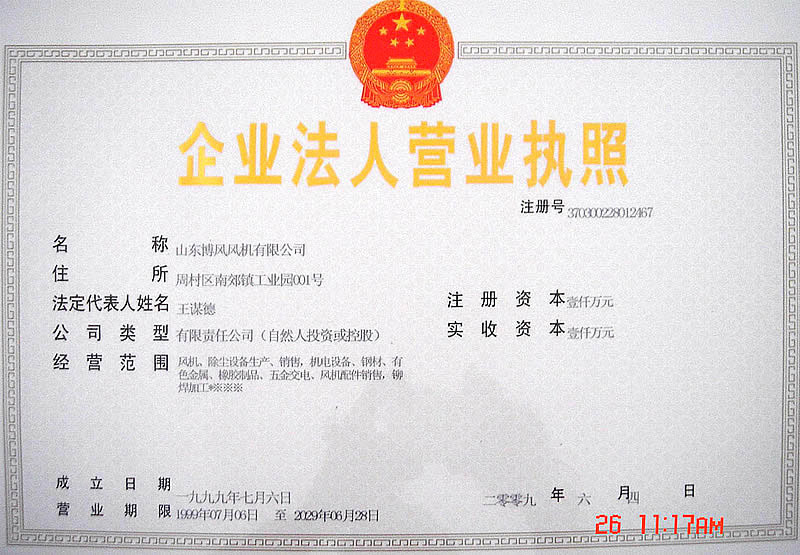 企业法人营业执照
注册号 370300228012467
名称 山东博风风机有限公司
住所 周村区南郊镇工业园001号
法定代表人姓名 王谋德
注册资本 壹仟万元
公司类型 有限责任公司（自然人投资或控股）
实收资本 壹仟万元
经营范围 风机、除尘设备生产、销售，机电设备、钢材、有
色金属、橡胶制品、五金交电、风机配件销售，铆
焊加工*※※※
成立日期 一九九九年七月六日
二零零九 年 六 月 四 日
营业期限 1999年07月06日 至 2029年06月28日
26 11:17AM